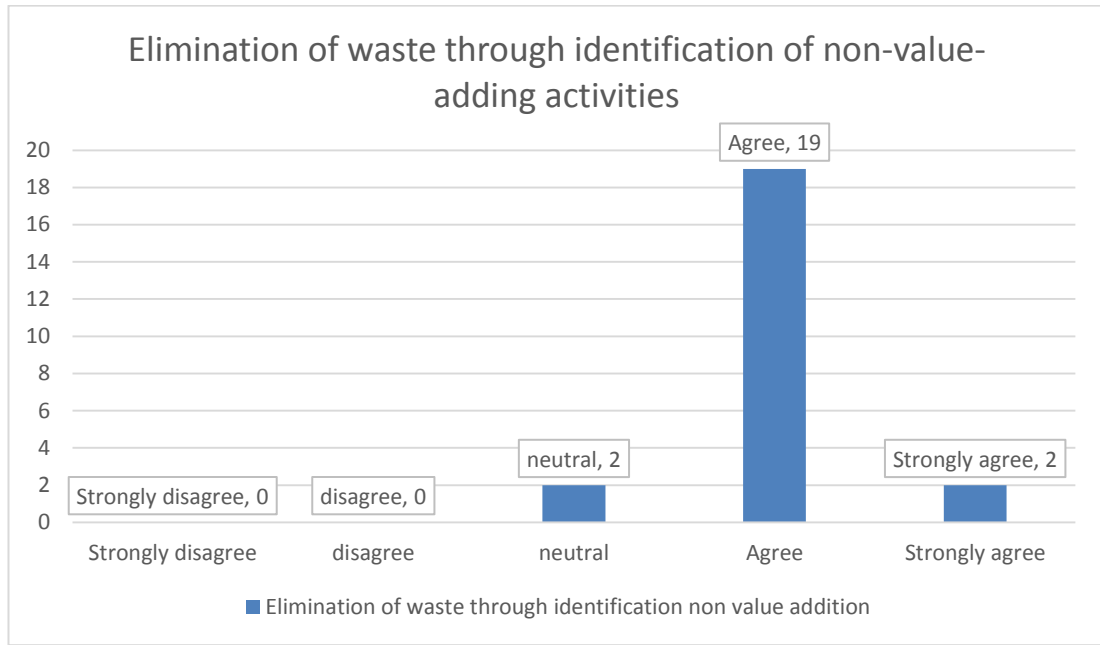 Elimination of waste through identification of non-value-
adding activities
20
18
16
14
12
10
8
6
4
2
0
Strongly disagree, 0
disagree, 0
neutral, 2
Agree, 19
Strongly agree, 2
Strongly disagree
disagree
neutral
Agree
Strongly agree
Elimination of waste through identification non value addition